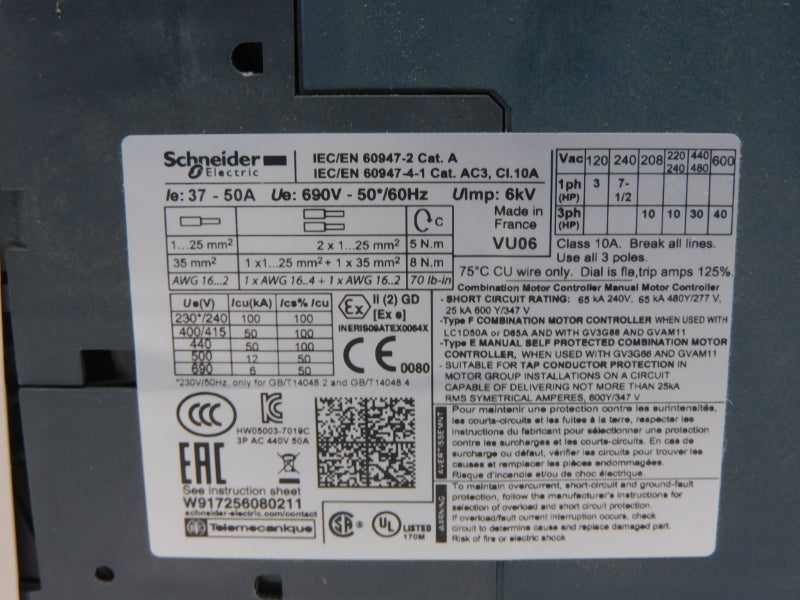 Schneider Electric
IEC/EN 60947-2 Cat. A
IEC/EN 60947-4-1 Cat. AC3, Cl.10A
Ie: 37 - 50A Ue: 690V - 50*/60Hz Uimp: 6kV
Made in
France
VU06
C
1...25 mm² 2 x 1...25 mm² 5 N.m
35 mm² 1 x1...25 mm² + 1 x 35 mm² 8 N.m
AWG 16...2 1 x AWG 16...4 + 1 x AWG 16...2 70 lb-in
Ue(V) Icu(kA) Ics% Icu
230*/240 100 100
400/415 50 100
440 50 100
500 12 50
690 6 50
*230V/50Hz, only for GB/T14048.2 and GB/T14048.4
Ex II (2) GD
[Ex e]
INERIS09ATEX0064X
CE 0080
CCC
KC
HW05003-7019C
3P AC 440V 50A
EAC
See instruction sheet
W917256080211
schneider-electric.com/contact
Telemecanique
SA ®
UL LISTED
170M
Vac 120 240 208 220 240 440 480 600
1ph (HP) 3 7-1/2
3ph (HP) 10 10 30 40
Class 10A. Break all lines.
Use all 3 poles.
75°C CU wire only. Dial is fla,trip amps 125%.
Combination Motor Controller Manual Motor Controller
- SHORT CIRCUIT RATING: 65 kA 240V, 65 kA 480Y/277 V,
25 kA 600 Y/347 V
-Type F COMBINATION MOTOR CONTROLLER WHEN USED WITH
LC1D50A or D65A AND WITH GV3G66 AND GVAM11
-Type E MANUAL SELF PROTECTED COMBINATION MOTOR
CONTROLLER, WHEN USED WITH GV3G66 AND GVAM11
- SUITABLE FOR TAP CONDUCTOR PROTECTION IN
MOTOR GROUP INSTALLATIONS ON A CIRCUIT
CAPABLE OF DELIVERING NOT MORE THAN 25kA
RMS SYMETRICAL AMPERES, 600Y/347 V
AVERTISSEMENT
Pour maintenir une protection contre les surintensités,
les courts-circuits et les fuites à la terre, respecter les
instructions du fabricant pour sélectionner une protection
contre les surcharges et les courts-circuits. En cas de
surcharge ou défaut, vérifier les circuits pour trouver les
causes et remplacer les pièces endommagées.
Risque d'incendie et/ou de choc électrique.
WARNING
To maintain overcurrent, short-circuit and ground-fault
protection, follow the manufacturer's instructions for
selection of overload and short circuit protection.
If overload/fault current interruption occurs, check
circuit to determine cause and replace damaged part.
Risk of fire or electric shock